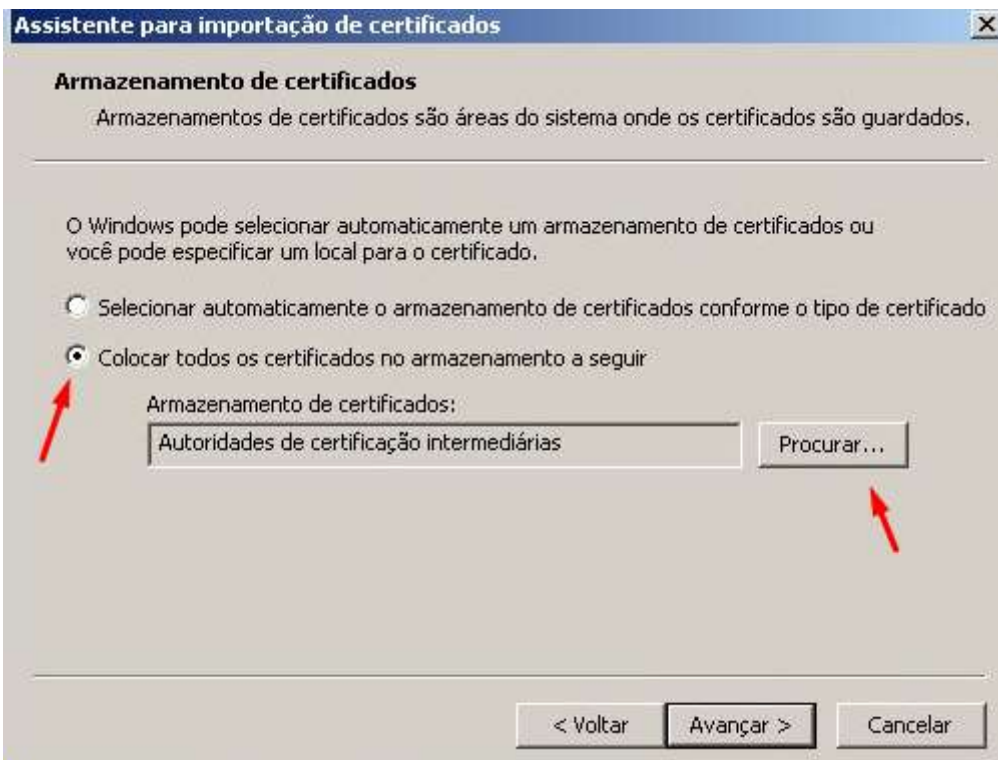 Assistente para importação de certificados
Armazenamento de certificados
Armazenamentos de certificados são áreas do sistema onde os certificados são guardados.
O Windows pode selecionar automaticamente um armazenamento de certificados ou
você pode especificar um local para o certificado.
Selecionar automaticamente o armazenamento de certificados conforme o tipo de certificado
Colocar todos os certificados no armazenamento a seguir
Armazenamento de certificados:
Autoridades de certificação intermediárias
Procurar...
< Voltar
Avançar >
Cancelar